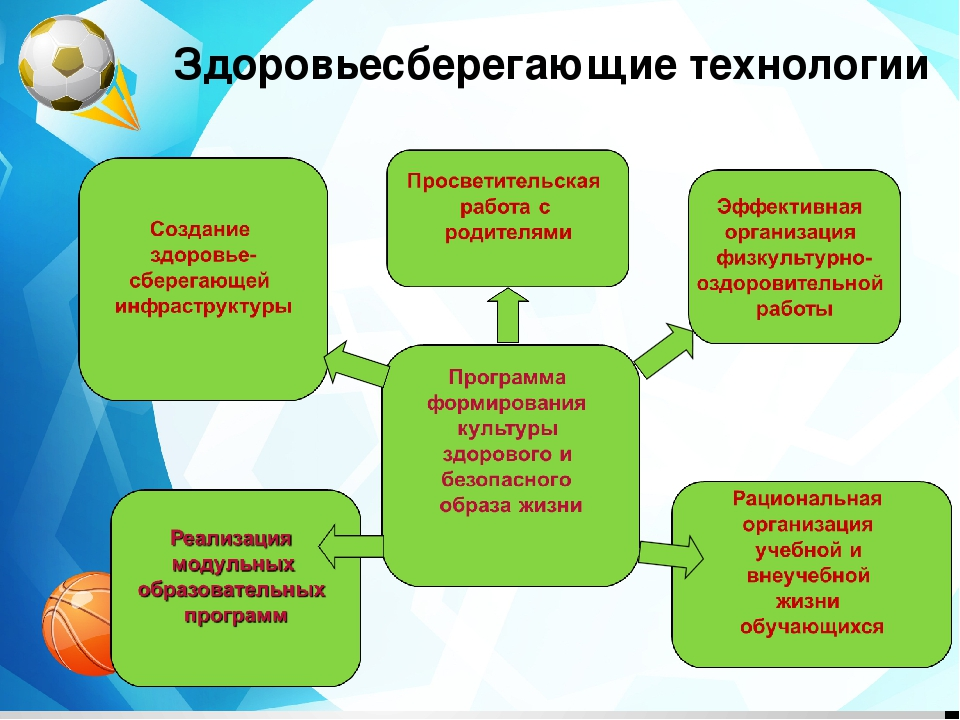 Здоровьесберегающие технологии
Создание
здоровье-
сберегающей
инфраструктуры
Просветительская
работа с
родителями
Эффективная
организация
физкультурно-
оздоровительной
работы
Программа
формирования
культуры
здорового и
безопасного
образа жизни
Реализация
модульных
образовательных
программ
Рациональная
организация
учебной и
внеучебной
жизни
обучающихся